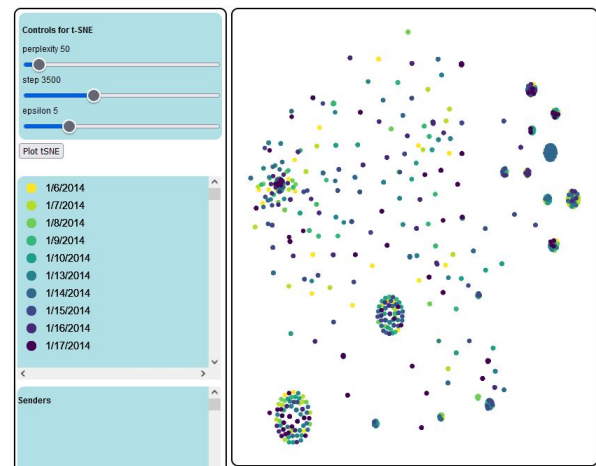 Controls for t-SNE
perplexity 50
step 3500
epsilon 5
Plot tSNE
1/6/2014
1/7/2014
1/8/2014
1/9/2014
1/10/2014
1/13/2014
1/14/2014
1/15/2014
1/16/2014
1/17/2014
Senders